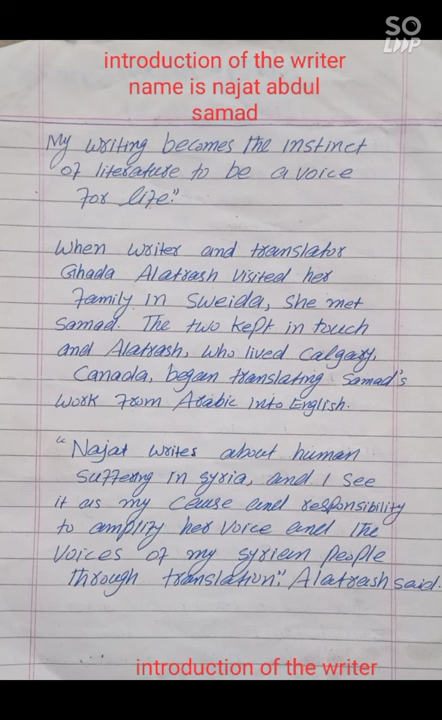 SO
LOOP
introduction of the writer
name is najat abdul
samad
My writing becomes the instinct
of literature to be a voice
for life."
When writer and translator
Ghada Alatrash visited her
family in Sweida, she met
Samad. The two kept in touch
and Alatrash, who lived Calgary,
Canada, began translating Samad's
work from Arabic into English.
"Najat writes about human
suffering in syria, and I see
it as my cause and responsibility
to amplify her voice and the
voices of my syrian people
through translation." Alatrash said.
introduction of the writer